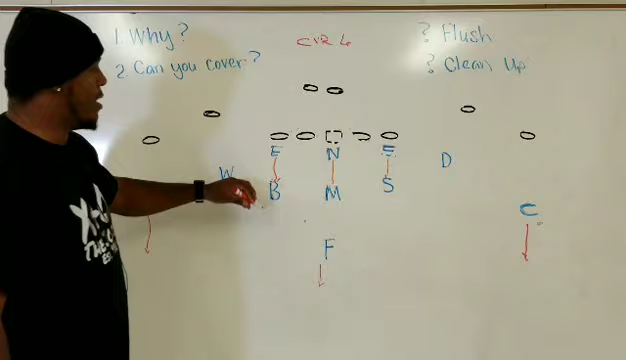 1. Why?
2. Can you cover?
CVR 6
? Flush
? Clean Up
E N E
W B M S D
C
F